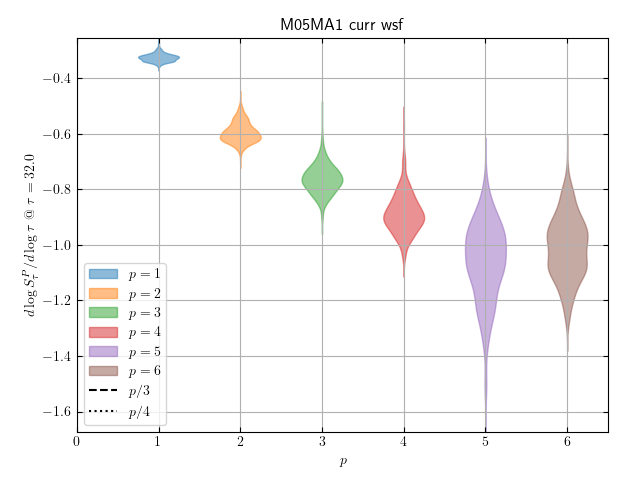 M05MA1 curr wsf
d log S_τ^P / d log τ @ τ = 32.0
−0.4
−0.6
−0.8
−1.0
−1.2
−1.4
−1.6
p = 1
p = 2
p = 3
p = 4
p = 5
p = 6
p/3
p/4
0 1 2 3 4 5 6
p